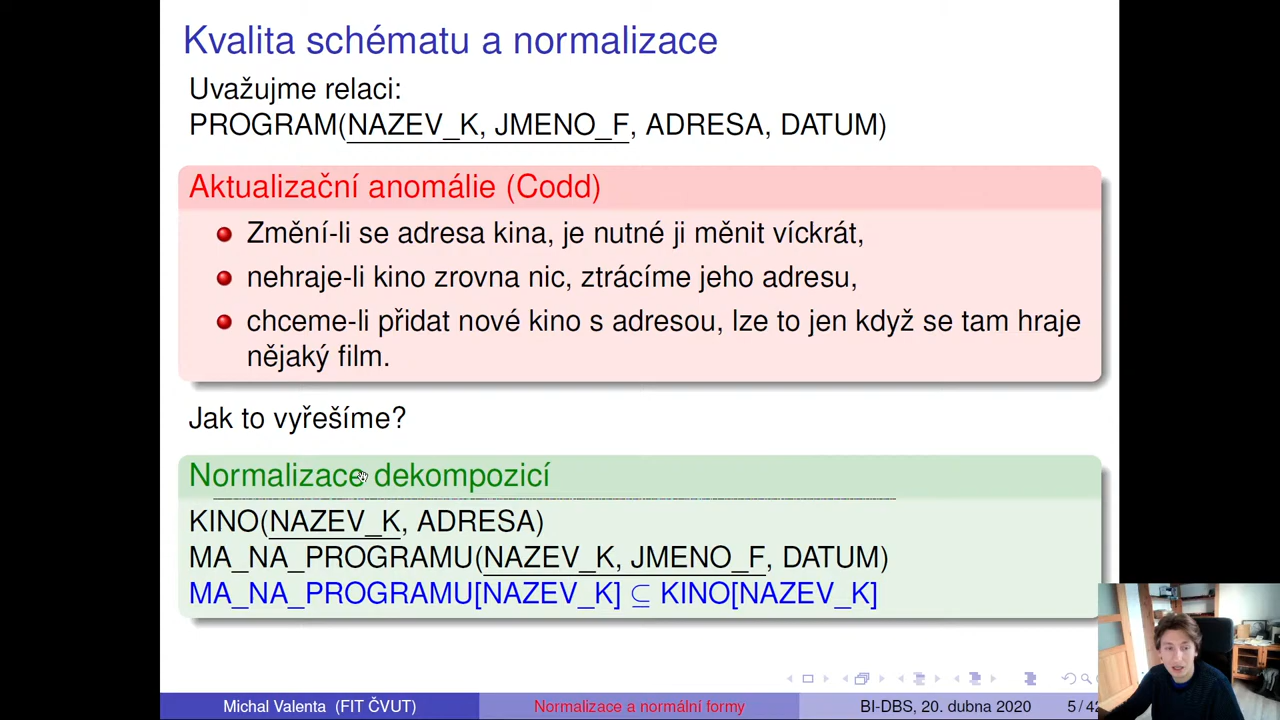 Kvalita schématu a normalizace
Uvažujme relaci:
PROGRAM(NAZEV_K, JMENO_F, ADRESA, DATUM)
Aktualizační anomálie (Codd)
Změní-li se adresa kina, je nutné ji měnit víckrát,
nehraje-li kino zrovna nic, ztrácíme jeho adresu,
chceme-li přidat nové kino s adresou, lze to jen když se tam hraje
nějaký film.
Jak to vyřešíme?
Normalizace dekompozicí
KINO(NAZEV_K, ADRESA)
MA_NA_PROGRAMU(NAZEV_K, JMENO_F, DATUM)
MA_NA_PROGRAMU[NAZEV_K] ⊆ KINO[NAZEV_K]
Michal Valenta (FIT ČVUT) Normalizace a normální formy BI-DBS, 20. dubna 2020 5 / 42